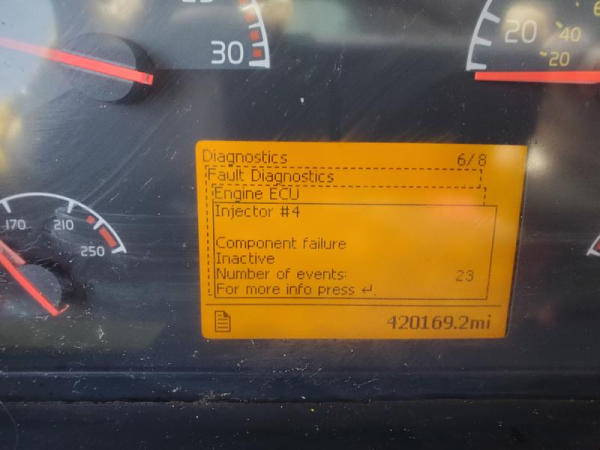 30
20
40
20
Diagnostics 6/8
Fault Diagnostics
Engine ECU
Injector #4
Component failure
Inactive
Number of events: 23
For more info press ↵.
170
210
250
420169.2mi